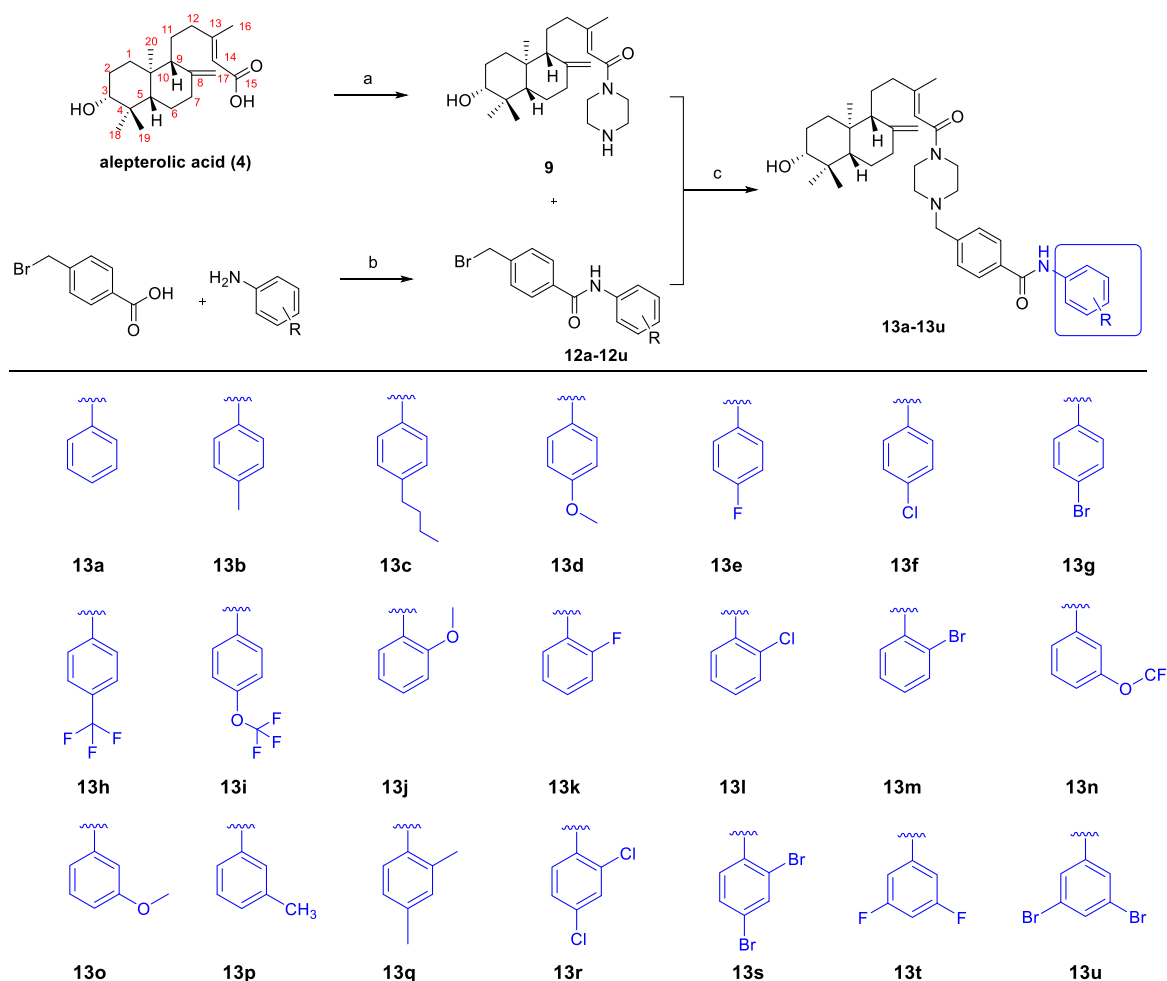 12
13
16
11
20
14
1
9
O
2
H
17
15
10
8
OH
3
5
HO
4
6
7
H
18
19
alepterolic acid (4)
a
O
H
N
HO
H
N
H
9
+
c
O
H
N
HO
H
N
H
N
O
R
13a-13u
Br
OH
O
+
H2N
R
b
Br
H
N
O
R
12a-12u
O
F
Cl
Br
13a 13b 13c 13d 13e 13f 13g
O
F
Cl
Br
O
CF
F
F
F
O
F
F
F
13h 13i 13j 13k 13l 13m 13n
O
CH3
Cl
Cl
Br
Br
F
F
Br
Br
13o 13p 13q 13r 13s 13t 13u